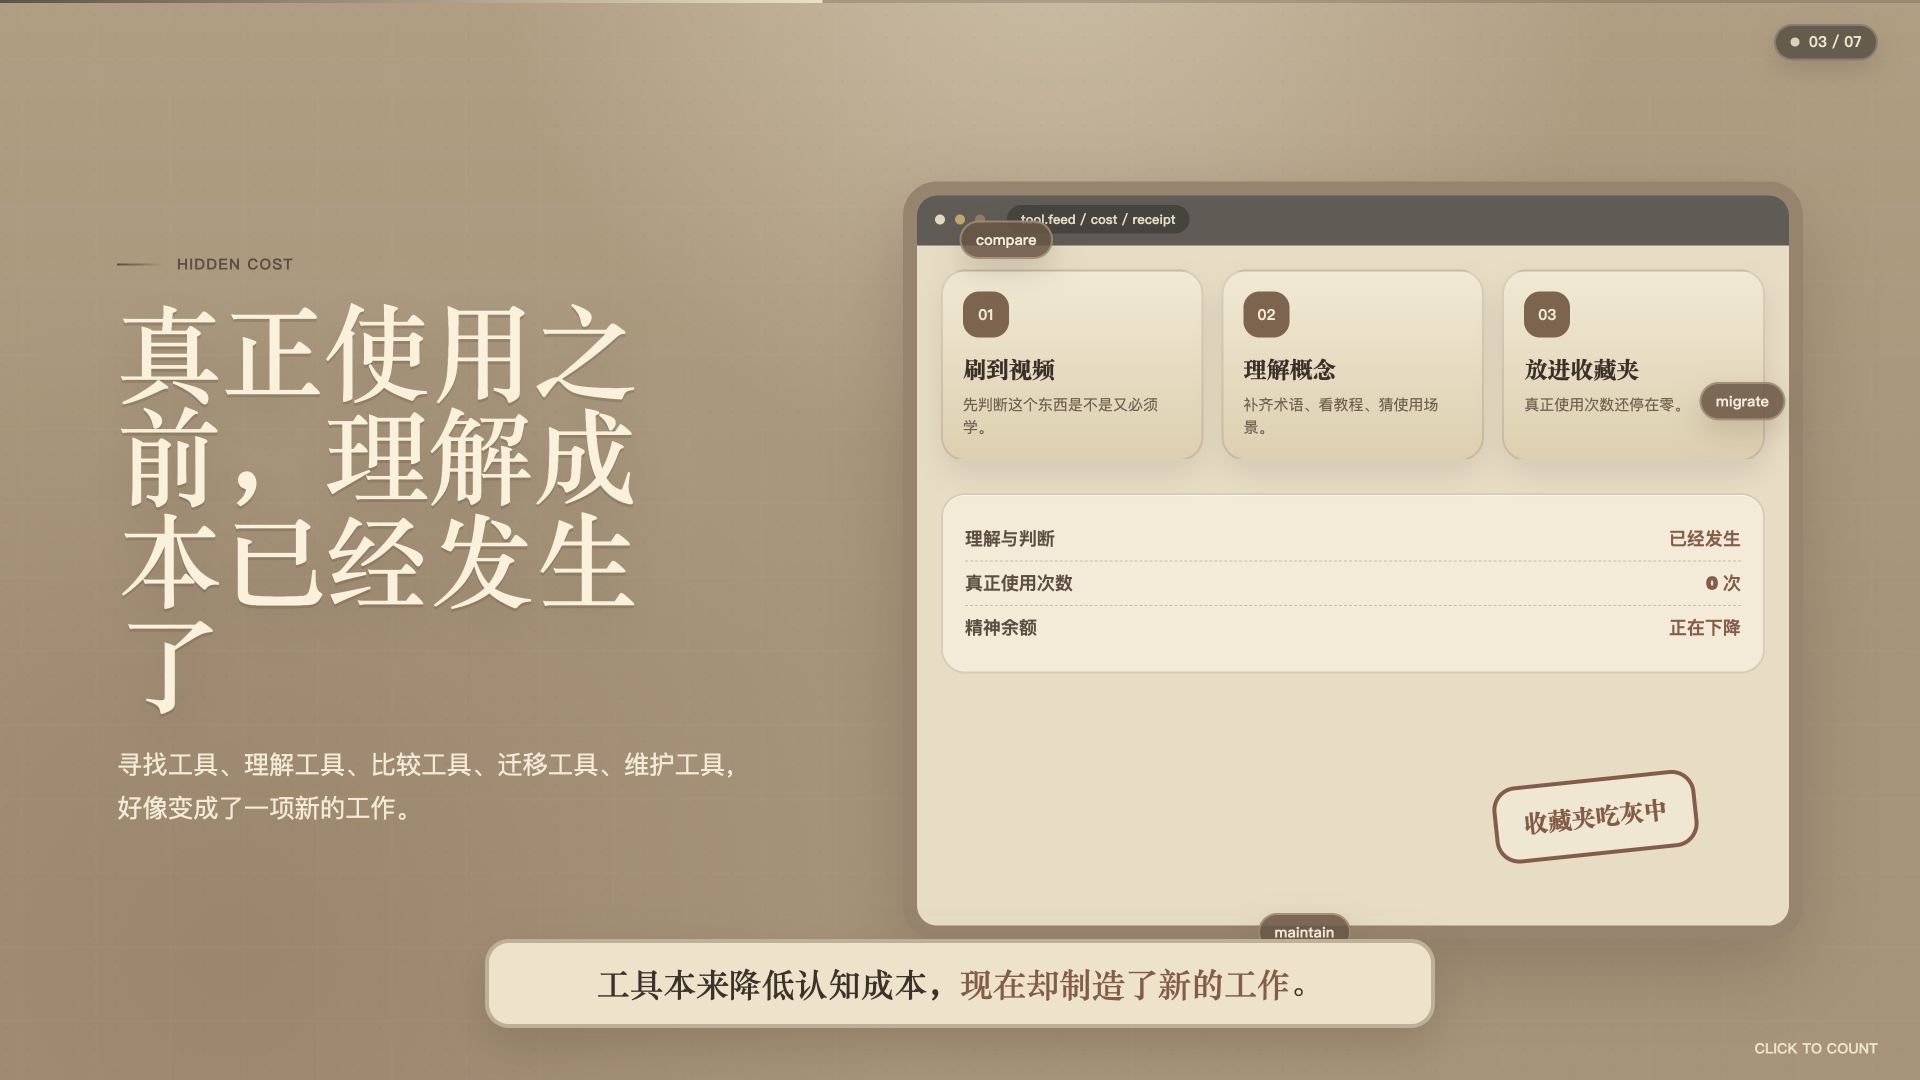 03 / 07
HIDDEN COST
真正使用之
前，理解成
本已经发生
了
寻找工具、理解工具、比较工具、迁移工具、维护工具，
好像变成了一项新的工作。
tool.feed / cost / receipt
compare
01
刷到视频
先判断这个东西是不是又必须
学。
02
理解概念
补齐术语、看教程、猜使用场
景。
03
放进收藏夹
真正使用次数还停在零。
migrate
理解与判断 已经发生
真正使用次数 0 次
精神余额 正在下降
收藏夹吃灰中
maintain
工具本来降低认知成本，现在却制造了新的工作。
CLICK TO COUNT